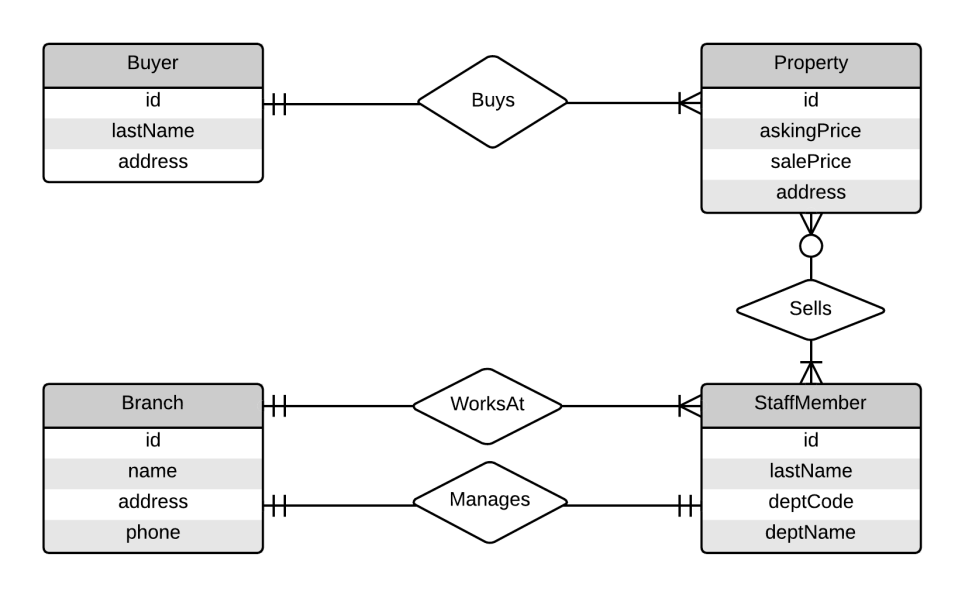 Buyer
id
lastName
address
Buys
Property
id
askingPrice
salePrice
address
Sells
Branch
id
name
address
phone
WorksAt
Manages
StaffMember
id
lastName
deptCode
deptName